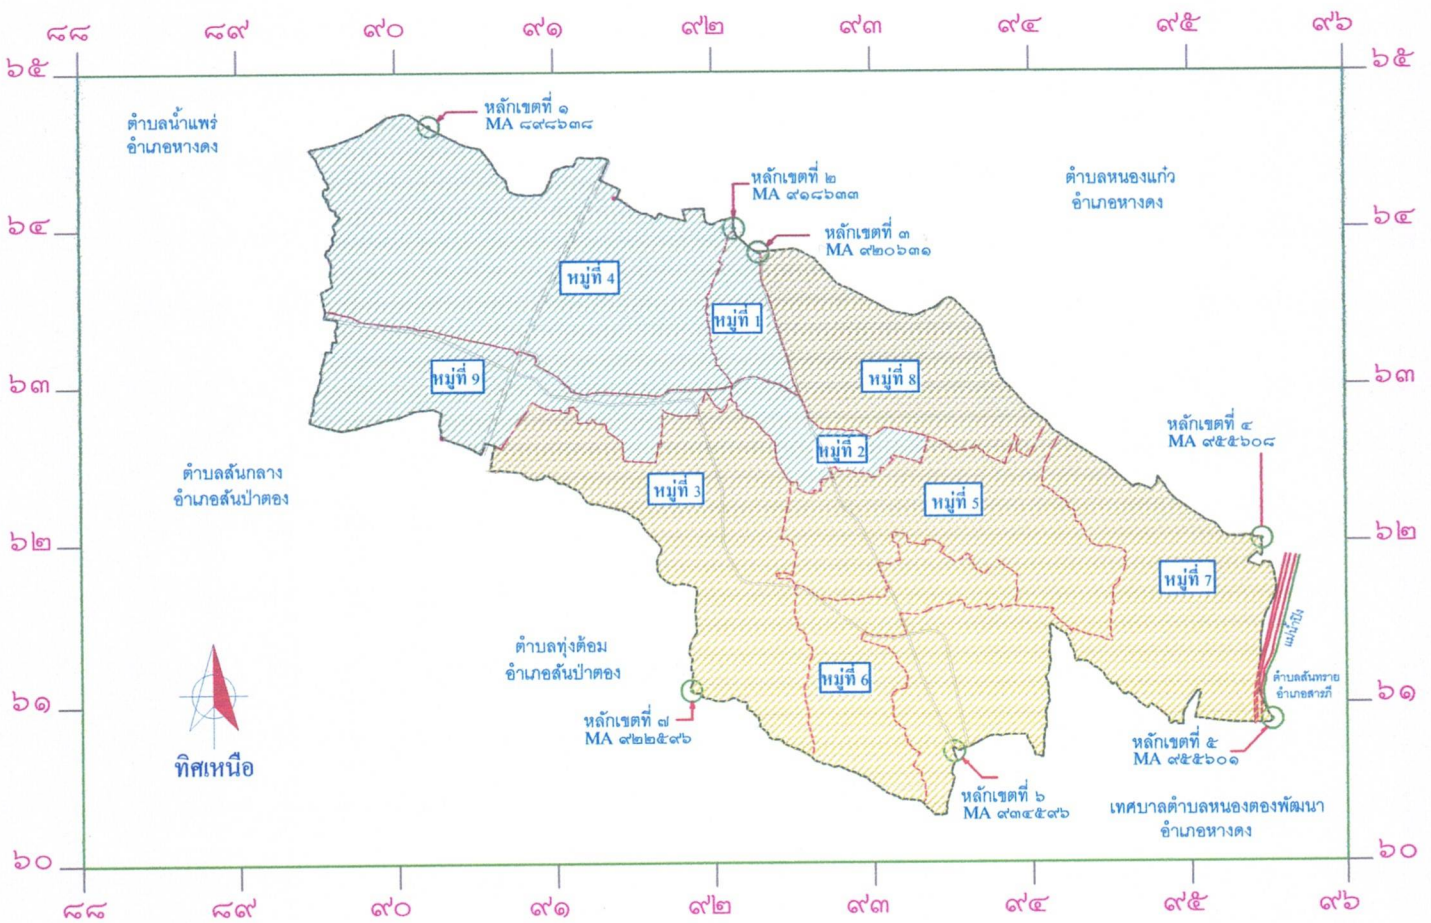 ๘๘ ๘๙ ๙๐ ๙๑ ๙๒ ๙๓ ๙๔ ๙๕ ๙๖
๖๕ ๖๕
หลักเขตที่ ๑
MA ๘๙๘๖๓๘
ตำบลน้ำแพร่
อำเภอหางดง
หลักเขตที่ ๒
MA ๙๑๘๖๓๓
ตำบลหนองแก๋ว
อำเภอหางดง
๖๔ ๖๔
หลักเขตที่ ๓
MA ๙๒๐๖๓๑
หมู่ที่ 4
หมู่ที่ 1
หมู่ที่ 9
หมู่ที่ 8
๖๓ ๖๓
หลักเขตที่ ๔
MA ๙๕๕๖๐๘
หมู่ที่ 2
ตำบลสันกลาง
อำเภอสันป่าตอง
หมู่ที่ 3
หมู่ที่ 5
๖๒ ๖๒
หมู่ที่ 7
แม่น้ำปิง
ตำบลทุ่งต้อม
อำเภอสันป่าตอง
หมู่ที่ 6
ตำบลสันทราย
อำเภอสารภี
๖๑ ๖๑
หลักเขตที่ ๗
MA ๙๒๒๕๙๖
หลักเขตที่ ๕
MA ๙๕๕๖๐๑
ทิศเหนือ
หลักเขตที่ ๖
MA ๙๓๔๕๙๖
เทศบาลตำบลหนองตองพัฒนา
อำเภอหางดง
๖๐ ๖๐
๘๘ ๘๙ ๙๐ ๙๑ ๙๒ ๙๓ ๙๔ ๙๕ ๙๖